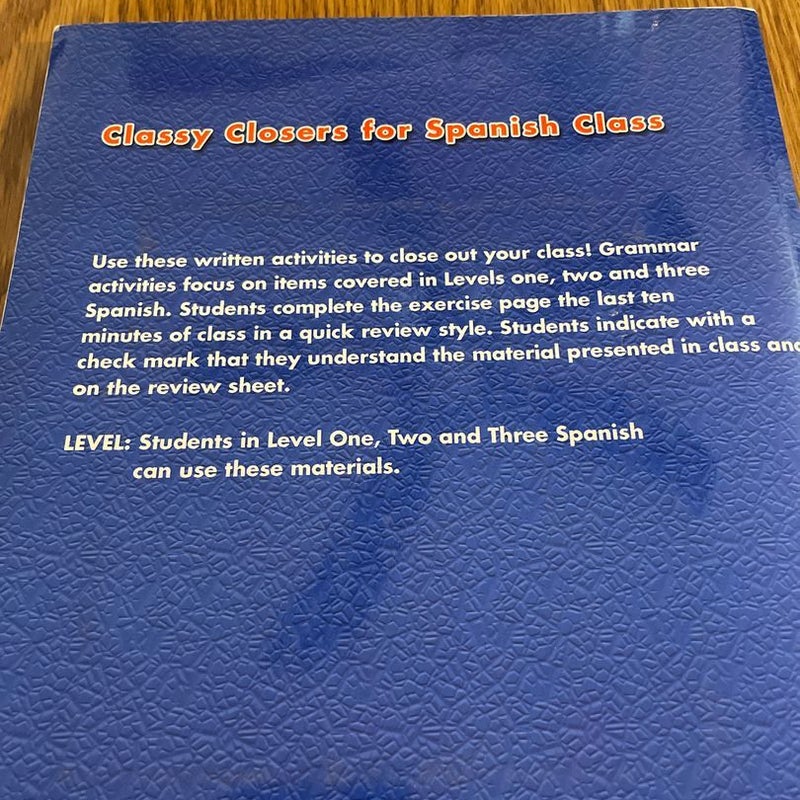 Classy Closers for Spanish Class
Use these written activities to close out your class! Grammar
activities focus on items covered in Levels one, two and three
Spanish. Students complete the exercise page the last ten
minutes of class in a quick review style. Students indicate with a
check mark that they understand the material presented in class and
on the review sheet.
LEVEL: Students in Level One, Two and Three Spanish
can use these materials.